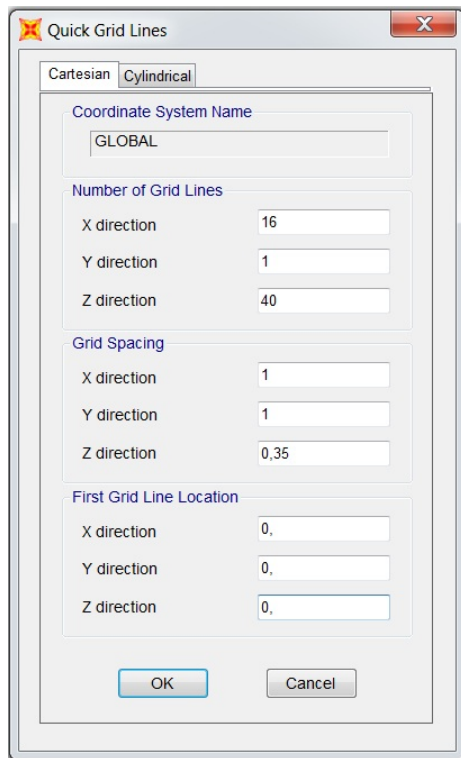 Quick Grid Lines
Cartesian Cylindrical
Coordinate System Name
GLOBAL
Number of Grid Lines
X direction 16
Y direction 1
Z direction 40
Grid Spacing
X direction 1
Y direction 1
Z direction 0,35
First Grid Line Location
X direction 0,
Y direction 0,
Z direction 0,
OK Cancel